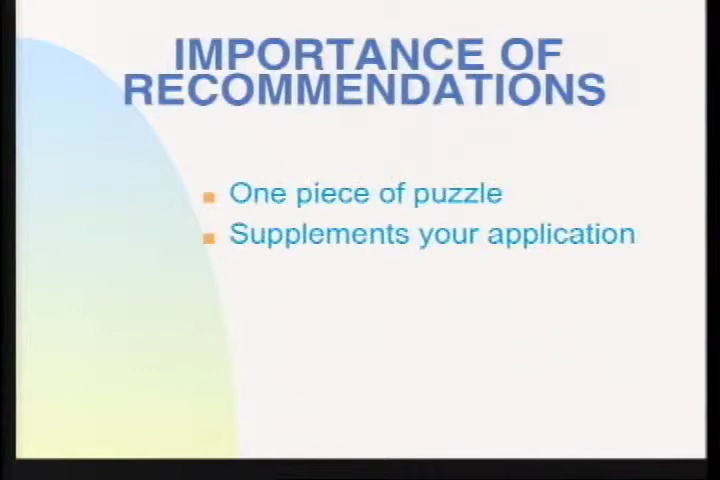 IMPORTANCE OF
RECOMMENDATIONS
One piece of puzzle
Supplements your application